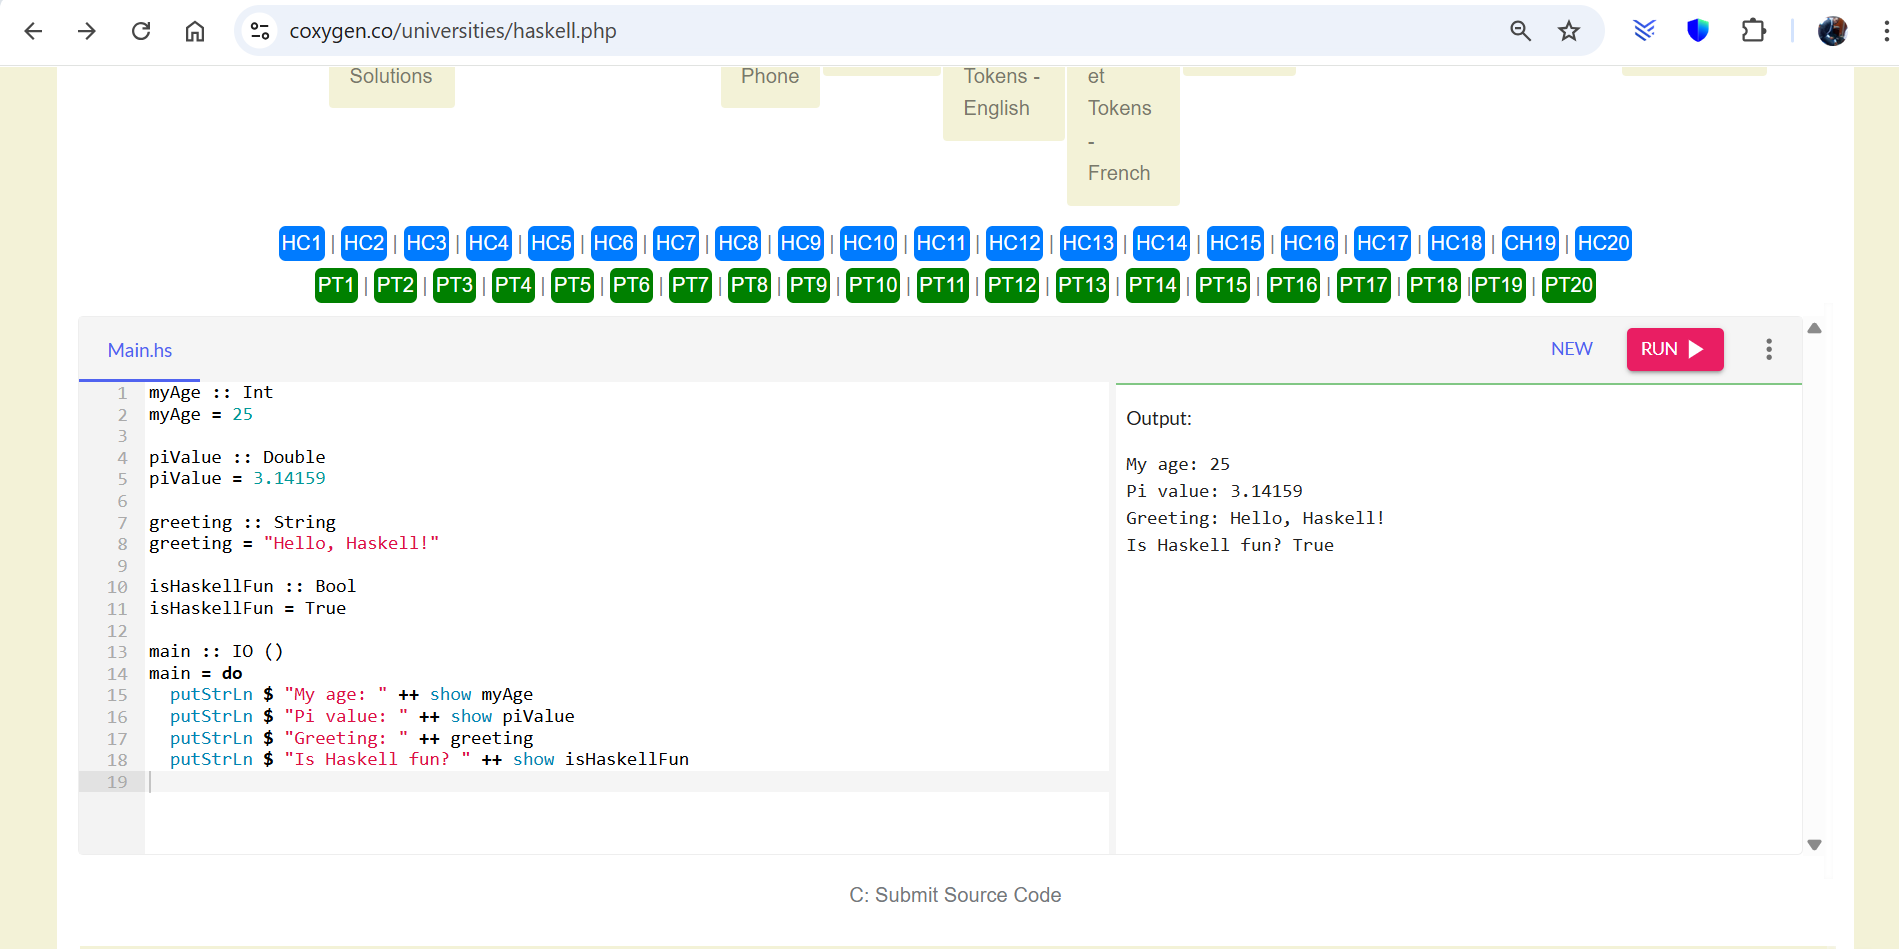 coxygen.co/universities/haskell.php
Solutions
Phone
Tokens -
English
et
Tokens
-
French
HC1 | HC2 | HC3 | HC4 | HC5 | HC6 | HC7 | HC8 | HC9 | HC10 | HC11 | HC12 | HC13 | HC14 | HC15 | HC16 | HC17 | HC18 | CH19 | HC20
PT1 | PT2 | PT3 | PT4 | PT5 | PT6 | PT7 | PT8 | PT9 | PT10 | PT11 | PT12 | PT13 | PT14 | PT15 | PT16 | PT17 | PT18 | PT19 | PT20
Main.hs
NEW
RUN
1 myAge :: Int
2 myAge = 25
3
4 piValue :: Double
5 piValue = 3.14159
6
7 greeting :: String
8 greeting = "Hello, Haskell!"
9
10 isHaskellFun :: Bool
11 isHaskellFun = True
12
13 main :: IO ()
14 main = do
15 putStrLn $ "My age: " ++ show myAge
16 putStrLn $ "Pi value: " ++ show piValue
17 putStrLn $ "Greeting: " ++ greeting
18 putStrLn $ "Is Haskell fun? " ++ show isHaskellFun
19
Output:
My age: 25
Pi value: 3.14159
Greeting: Hello, Haskell!
Is Haskell fun? True
C: Submit Source Code